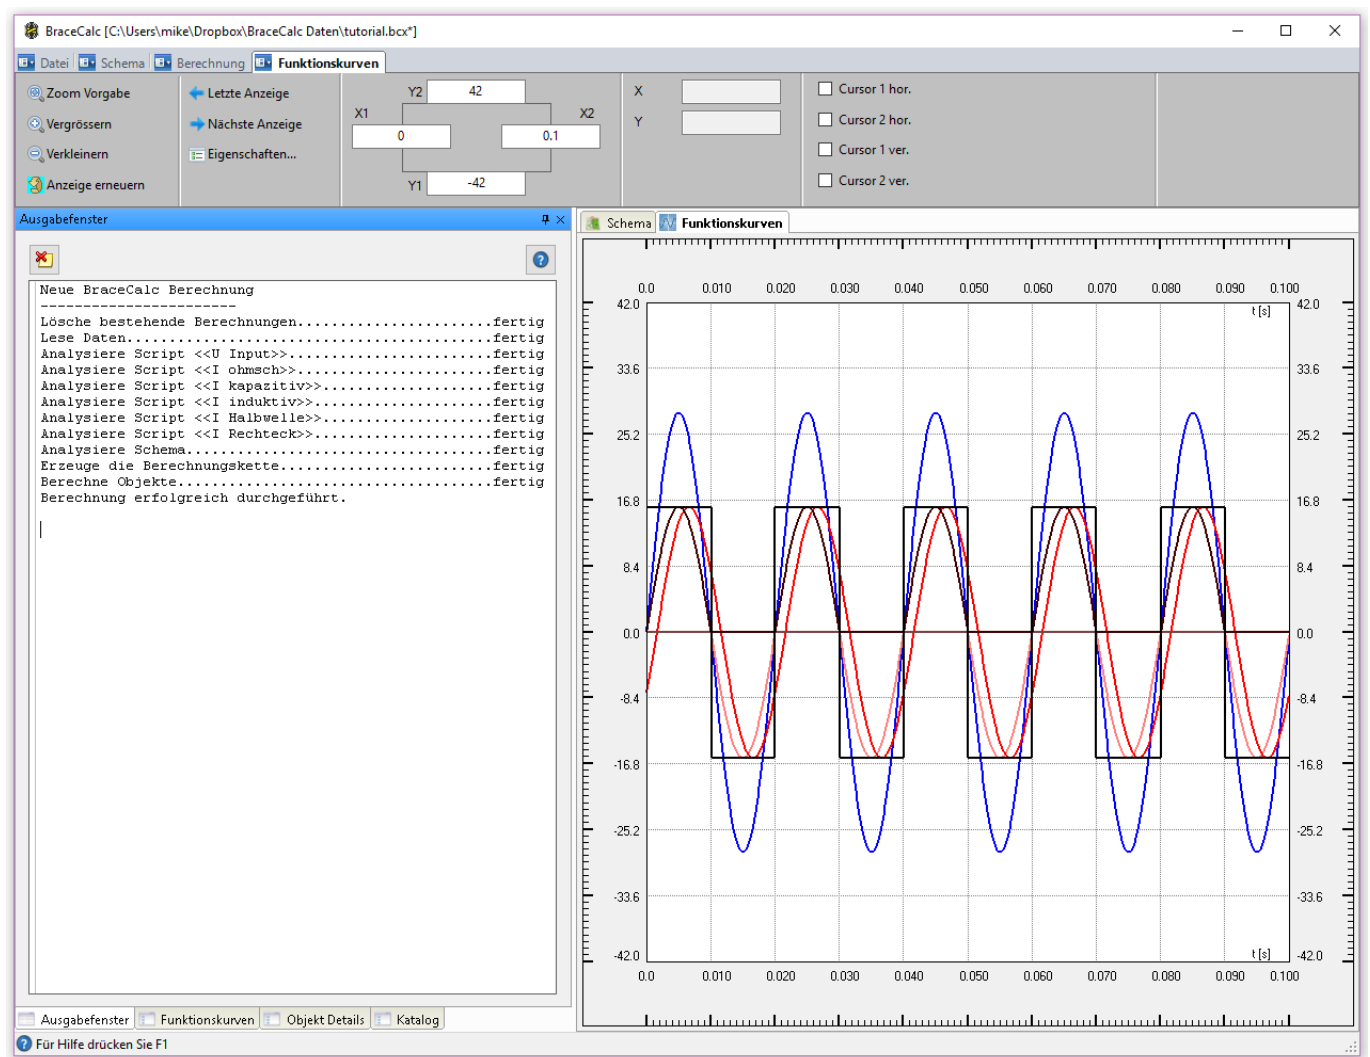 BraceCalc [C:\Users\mike\Dropbox\BraceCalc Daten\tutorial.bcx*]
Datei Schema Berechnung Funktionskurven
Zoom Vorgabe
Vergrössern
Verkleinern
Anzeige erneuern
Letzte Anzeige
Nächste Anzeige
Eigenschaften...
Y2 42
X1 X2
0 0.1
Y1 -42
X
Y
Cursor 1 hor.
Cursor 2 hor.
Cursor 1 ver.
Cursor 2 ver.
Ausgabefenster
Neue BraceCalc Berechnung
-----------------------
Lösche bestehende Berechnungen.......................fertig
Lese Daten...........................................fertig
Analysiere Script <<U Input>>........................fertig
Analysiere Script <<I ohmsch>>.......................fertig
Analysiere Script <<I kapazitiv>>....................fertig
Analysiere Script <<I induktiv>>.....................fertig
Analysiere Script <<I Halbwelle>>....................fertig
Analysiere Script <<I Rechteck>>.....................fertig
Analysiere Schema....................................fertig
Erzeuge die Berechnungskette.........................fertig
Berechne Objekte.....................................fertig
Berechnung erfolgreich durchgeführt.
Schema Funktionskurven
0.0 0.010 0.020 0.030 0.040 0.050 0.060 0.070 0.080 0.090 0.100
42.0 t [s] 42.0
33.6 33.6
25.2 25.2
16.8 16.8
8.4 8.4
0.0 0.0
-8.4 -8.4
-16.8 -16.8
-25.2 -25.2
-33.6 -33.6
-42.0 t [s] -42.0
0.0 0.010 0.020 0.030 0.040 0.050 0.060 0.070 0.080 0.090 0.100
Ausgabefenster Funktionskurven Objekt Details Katalog
Für Hilfe drücken Sie F1